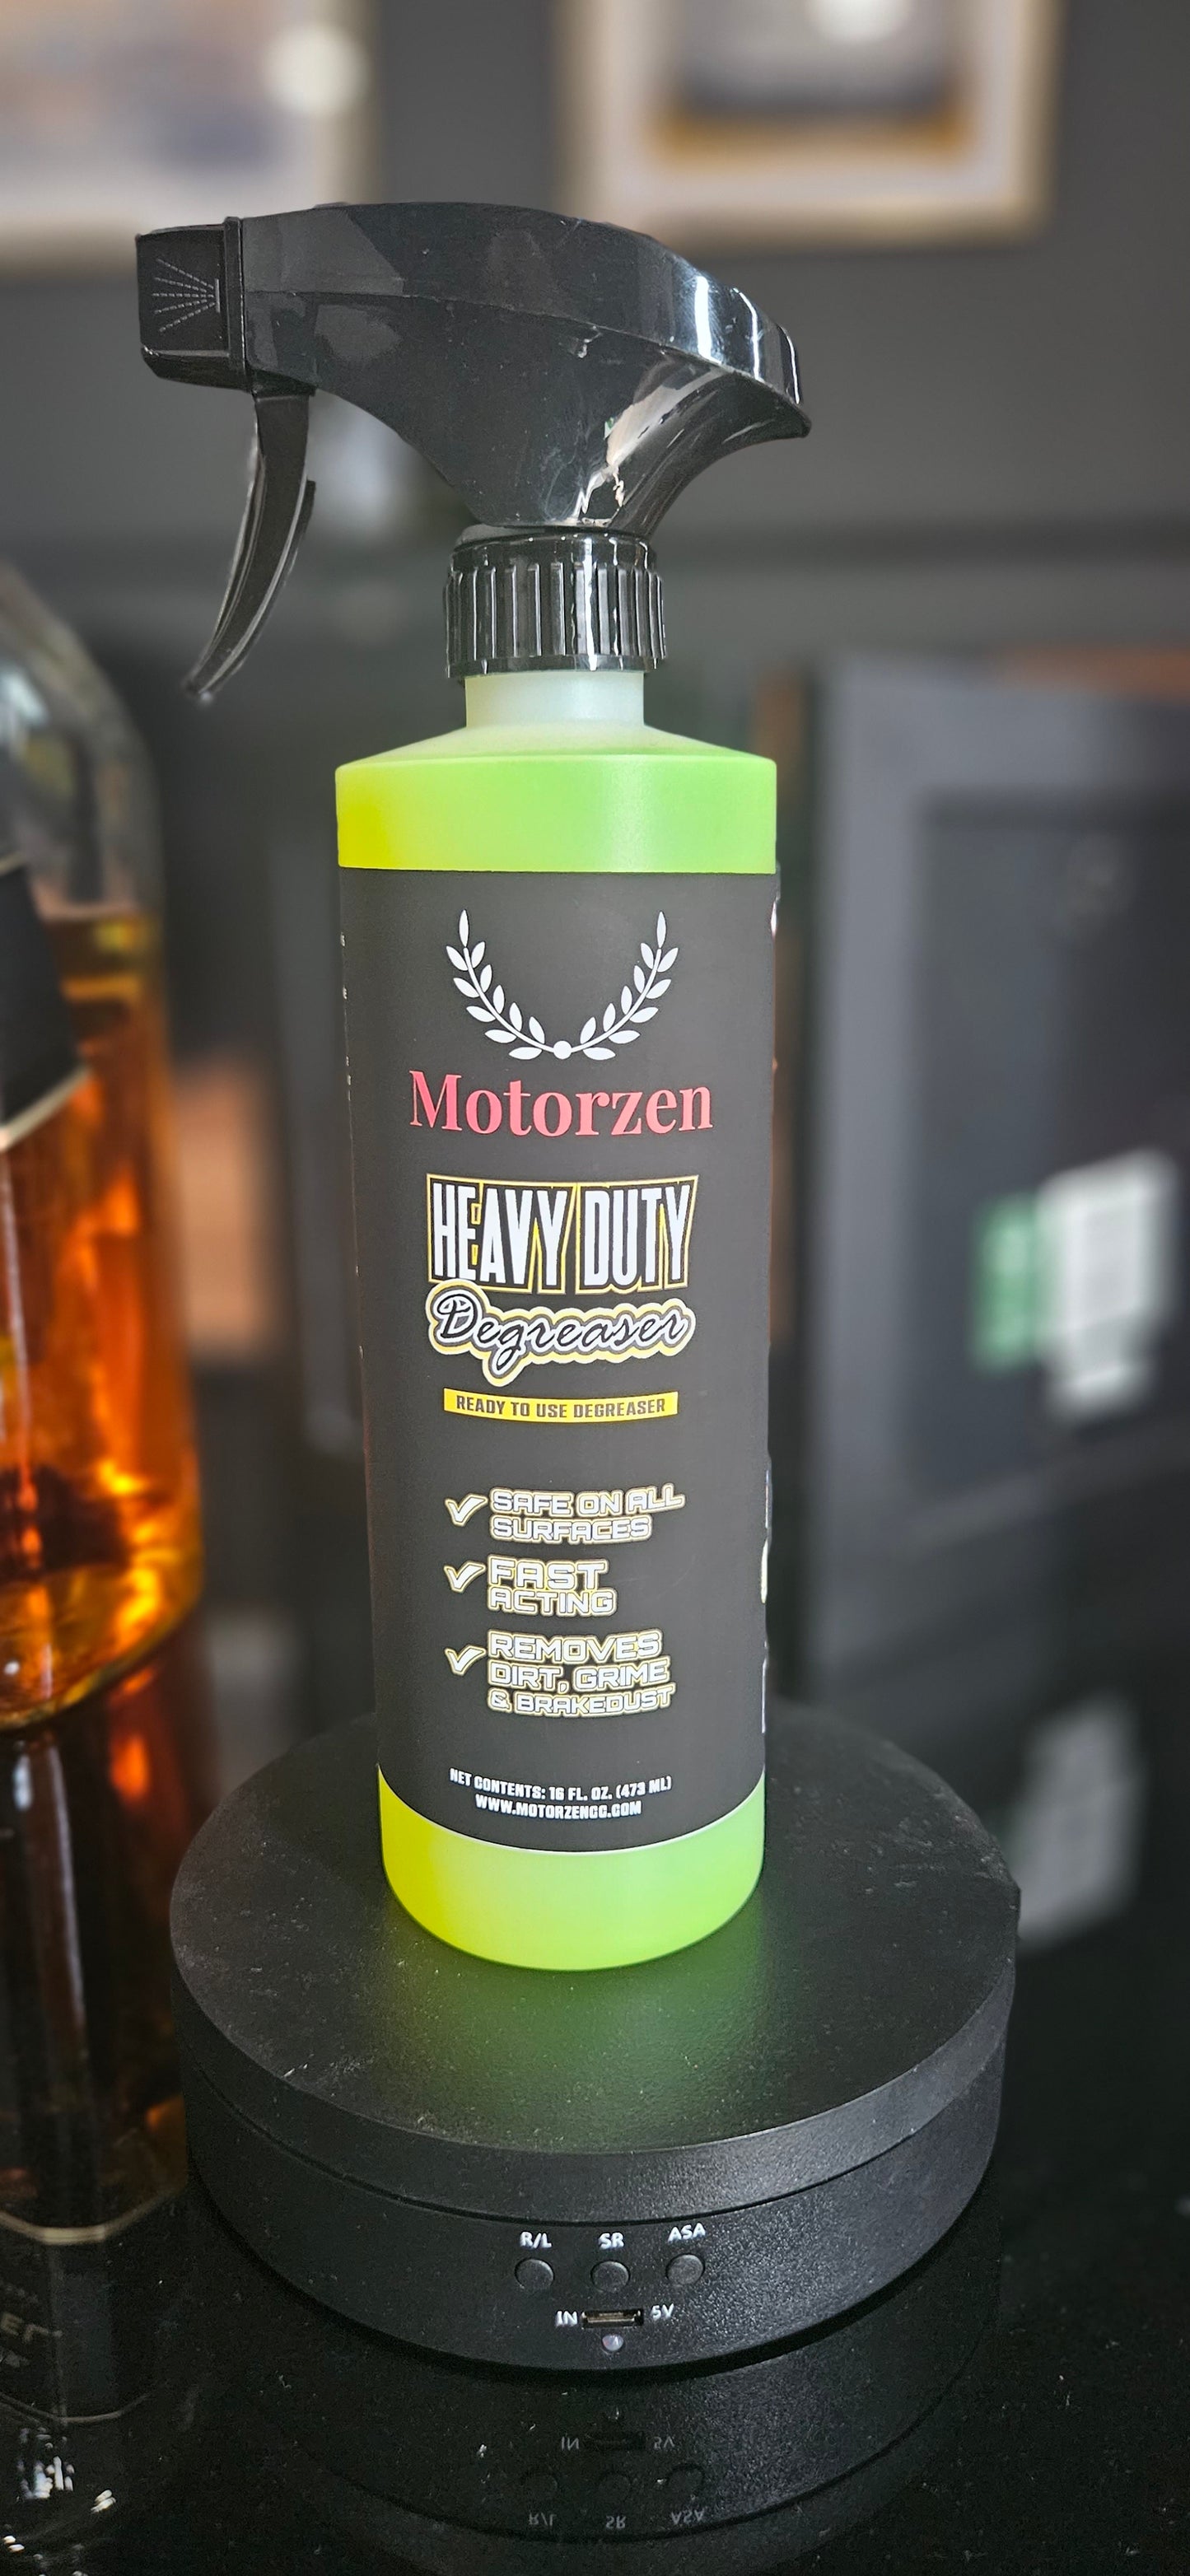 Motorzen
HEAVY DUTY
Degreaser
READY TO USE DEGREASER
SAFE ON ALL
SURFACES
FAST
ACTING
REMOVES
DIRT, GRIME
& BRAKEDUST
NET CONTENTS: 16 FL. OZ. (473 ML)
WWW.MOTORZENCO.COM
R/L SR ASA
IN 5V